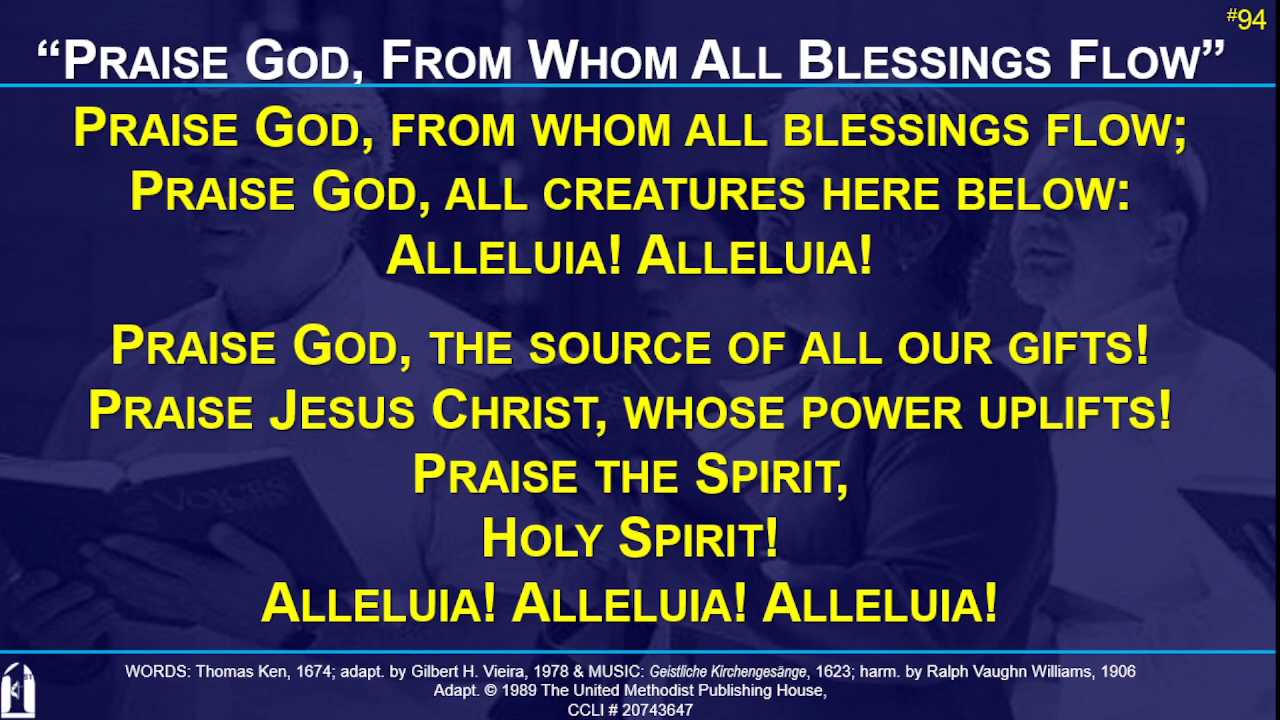 #94
“Praise God, From Whom All Blessings Flow”
Praise God, from whom all blessings flow;
Praise God, all creatures here below:
Alleluia! Alleluia!
Praise God, the source of all our gifts!
Praise Jesus Christ, whose power uplifts!
Praise the Spirit,
Holy Spirit!
Alleluia! Alleluia! Alleluia!
WORDS: Thomas Ken, 1674; adapt. by Gilbert H. Vieira, 1978 & MUSIC: Geistliche Kirchengesänge, 1623; harm. by Ralph Vaughn Williams, 1906
Adapt. © 1989 The United Methodist Publishing House,
CCLI # 20743647